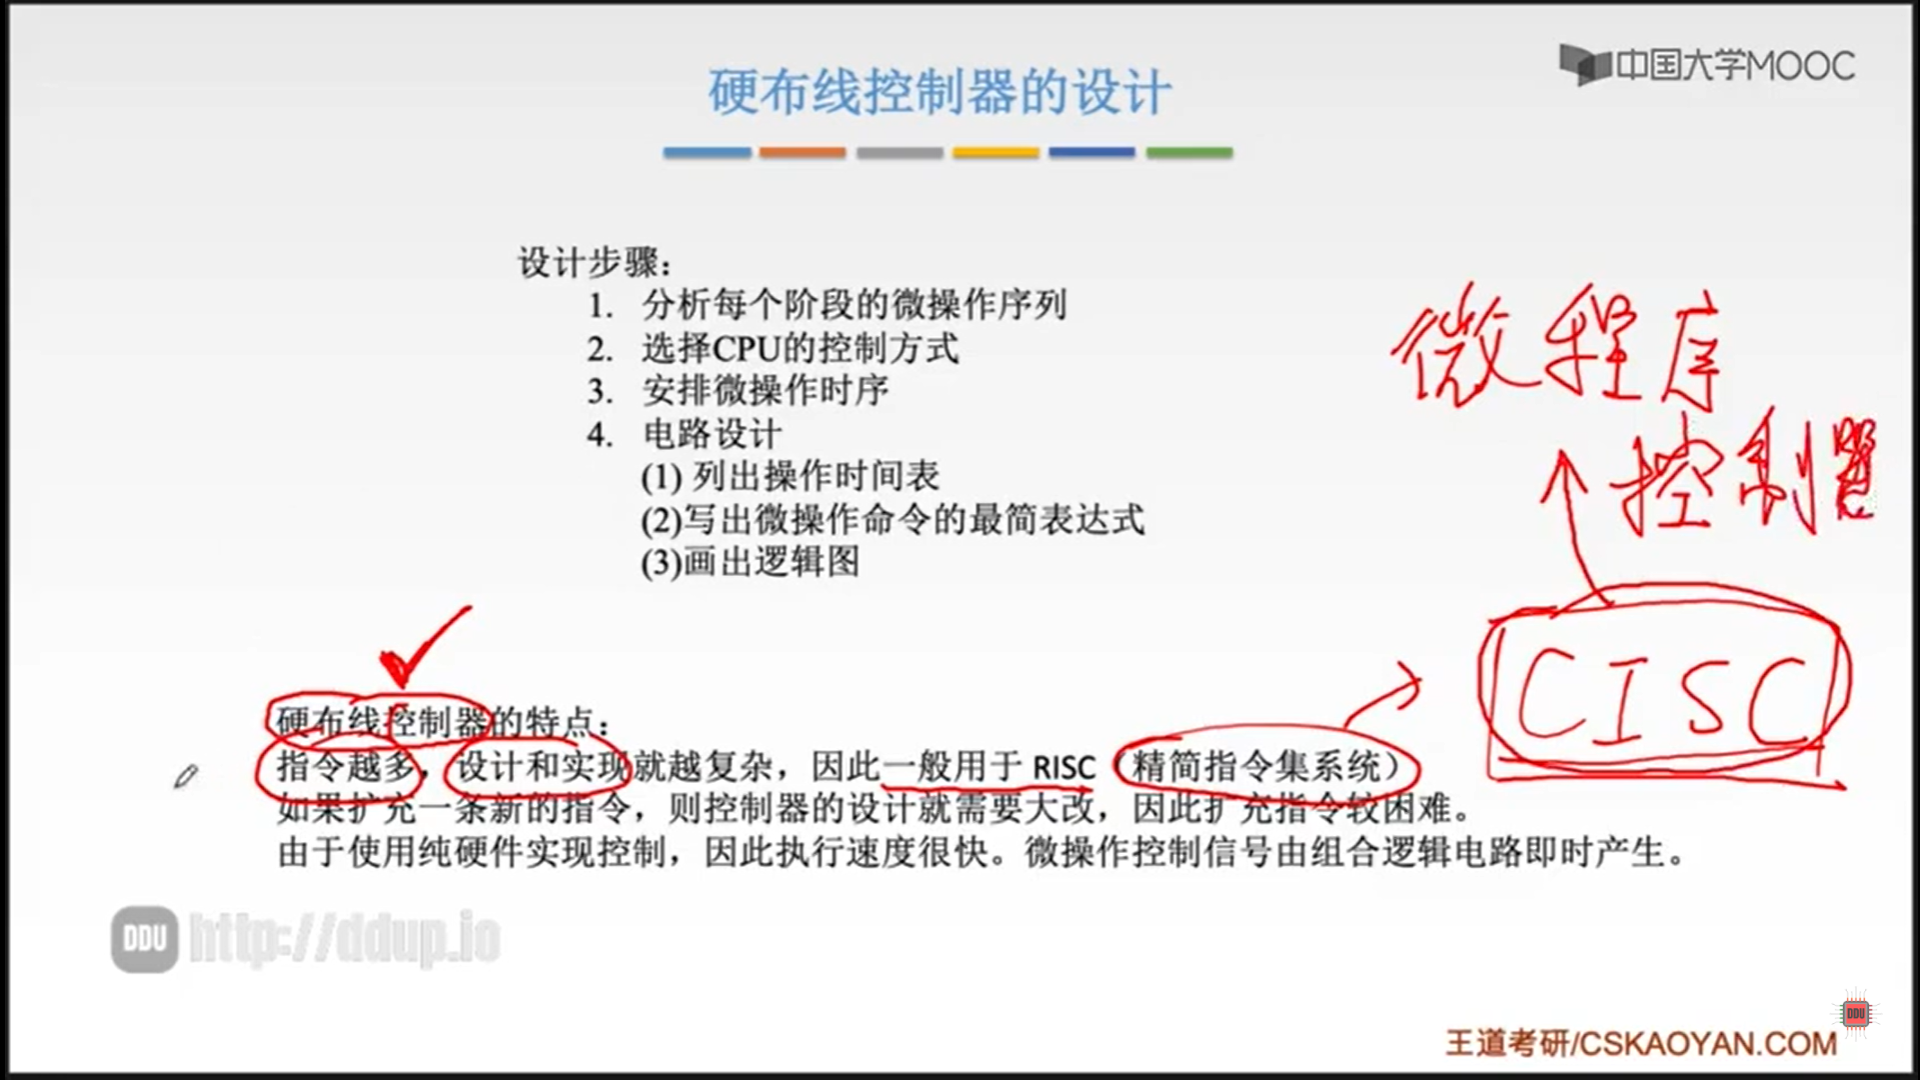 中国大学MOOC
硬布线控制器的设计
设计步骤：
1. 分析每个阶段的微操作序列
2. 选择CPU的控制方式
3. 安排微操作时序
4. 电路设计
(1) 列出操作时间表
(2)写出微操作命令的最简表达式
(3)画出逻辑图
微程序
控制器
CISC
硬布线控制器的特点：
指令越多，设计和实现就越复杂，因此一般用于 RISC（精简指令集系统）
如果扩充一条新的指令，则控制器的设计就需要大改，因此扩充指令较困难。
由于使用纯硬件实现控制，因此执行速度很快。微操作控制信号由组合逻辑电路即时产生。
DDU http://ddup.io
DDU
王道考研/CSKAOYAN.COM